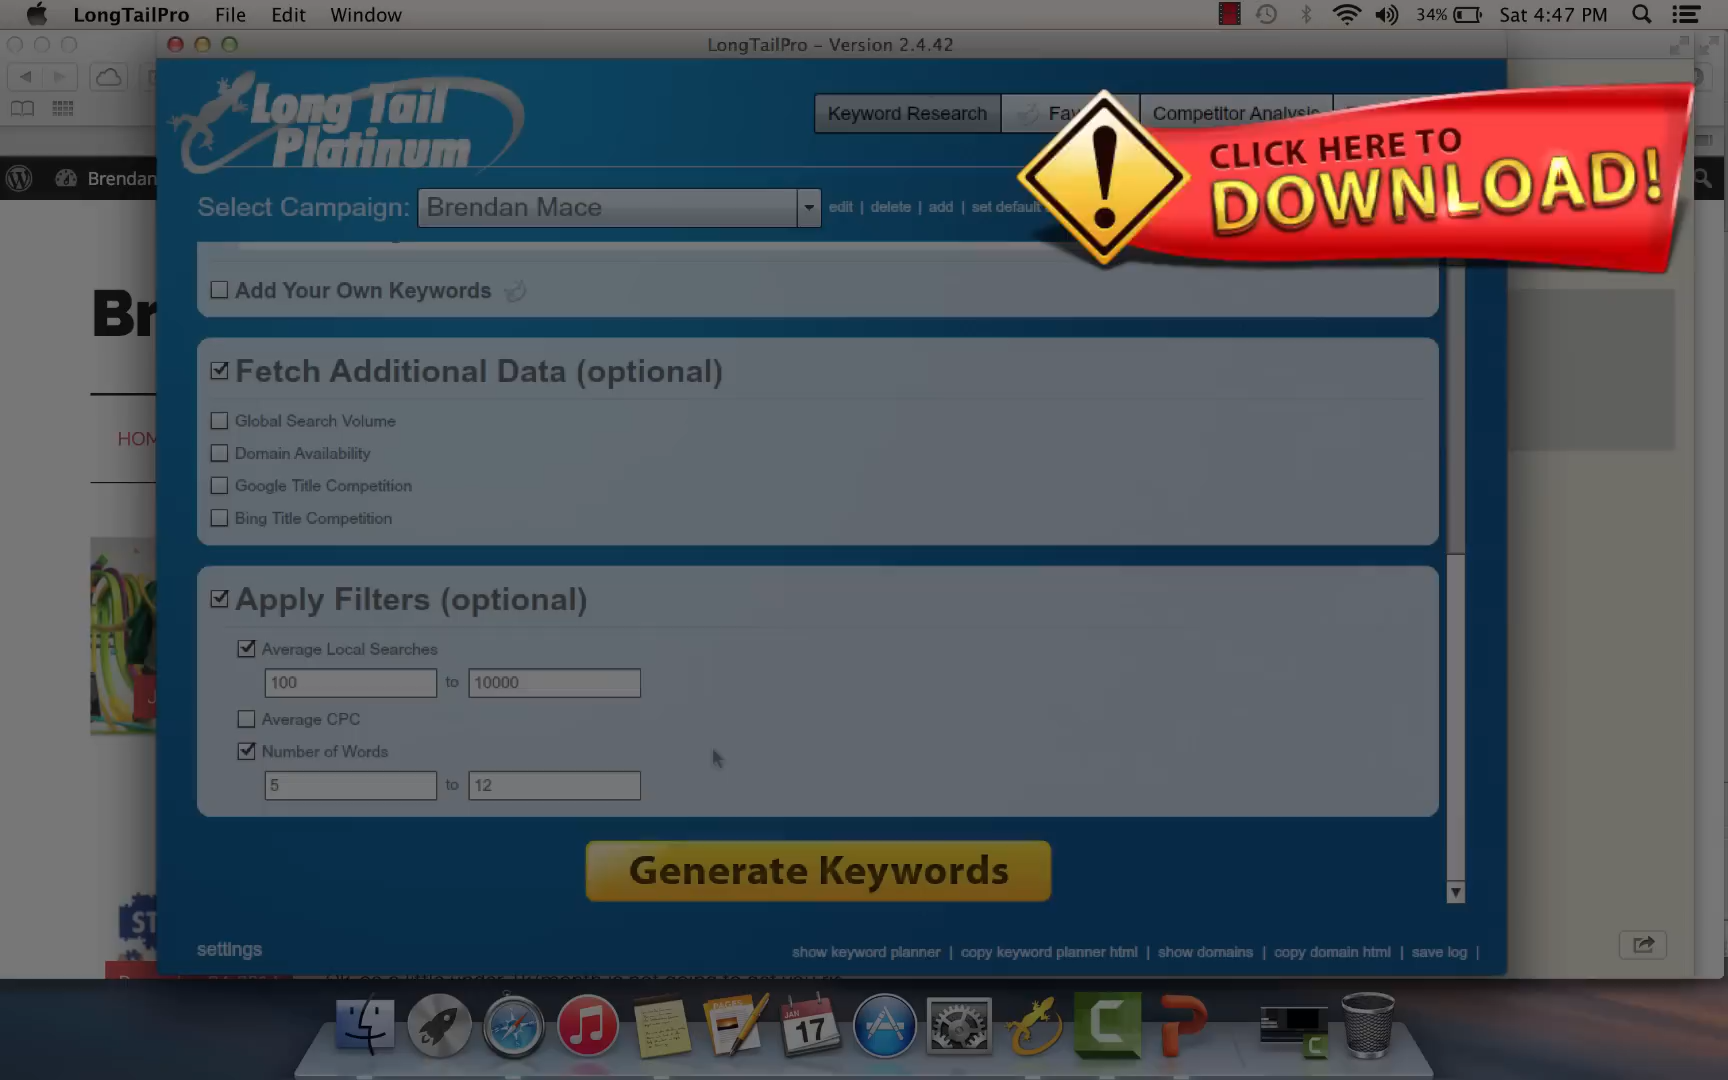 LongTailPro File Edit Window
34% Sat 4:47 PM
LongTailPro - Version 2.4.42
Long Tail
Platinum
Keyword Research
Competitor Analysis
CLICK HERE TO
DOWNLOAD!
Brendan
Select Campaign: Brendan Mace edit | delete | add | set default
Add Your Own Keywords
Br
Fetch Additional Data (optional)
Global Search Volume
HOM
Domain Availability
Google Title Competition
Bing Title Competition
Apply Filters (optional)
Average Local Searches
100 to 10000
Average CPC
Number of Words
5 to 12
Generate Keywords
ST
settings
show keyword planner | copy keyword planner html | show domains | copy domain html | save log |
PAGES
JAN
17